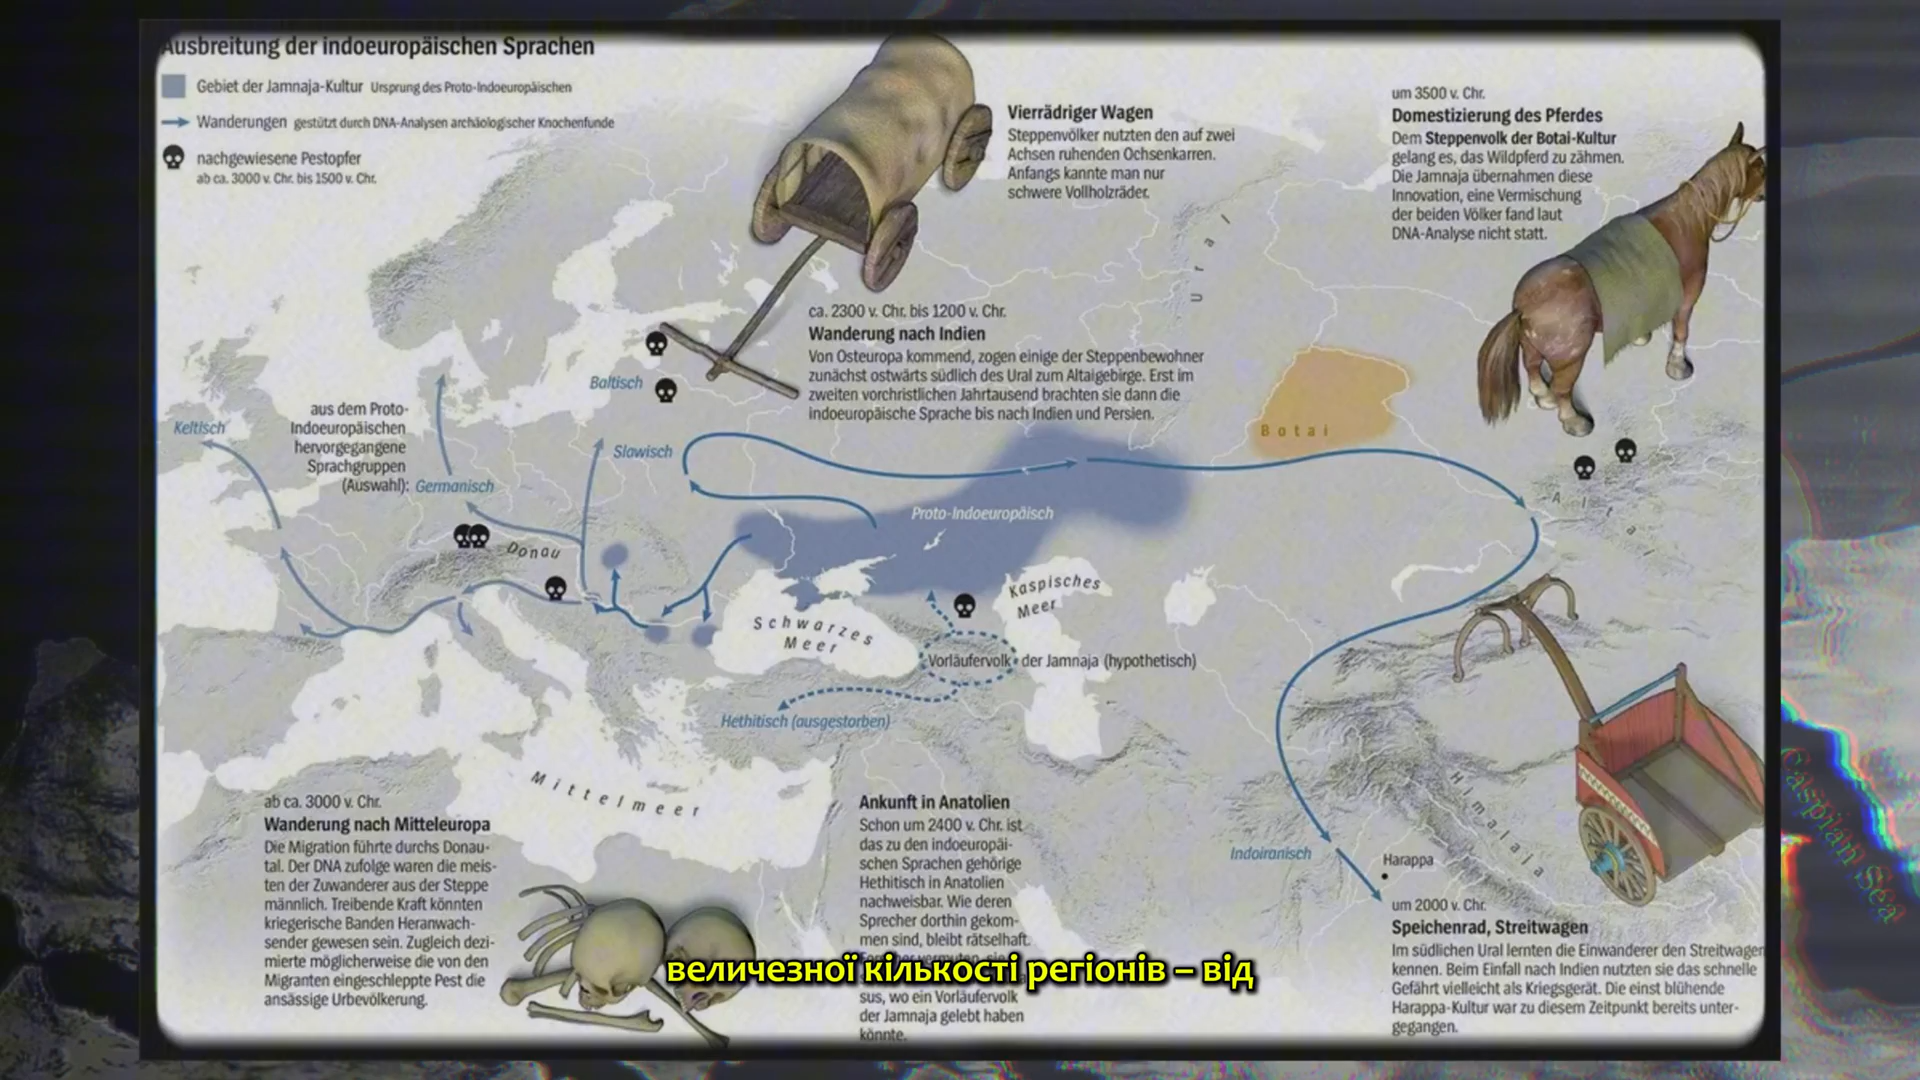 Ausbreitung der indoeuropäischen Sprachen
Gebiet der Jamnaja-Kultur Ursprung des Proto-Indoeuropäischen
Wanderungen gestützt durch DNA-Analysen archäologischer Knochenfunde
nachgewiesene Pestopfer
ab ca. 3000 v. Chr. bis 1500 v. Chr.
Vierrädriger Wagen
Steppenvölker nutzten den auf zwei
Achsen ruhenden Ochsenkarren.
Anfangs kannte man nur
schwere Vollholzräder.
um 3500 v. Chr.
Domestizierung des Pferdes
Dem Steppenvolk der Botai-Kultur
gelang es, das Wildpferd zu zähmen.
Die Jamnaja übernahmen diese
Innovation, eine Vermischung
der beiden Völker fand laut
DNA-Analyse nicht statt.
Ural
ca. 2300 v. Chr. bis 1200 v. Chr.
Wanderung nach Indien
Von Osteuropa kommend, zogen einige der Steppenbewohner
zunächst ostwärts südlich des Ural zum Altaigebirge. Erst im
zweiten vorchristlichen Jahrtausend brachten sie dann die
indoeuropäische Sprache bis nach Indien und Persien.
Baltisch
Keltisch
aus dem Proto-
Indoeuropäischen
hervorgegangene
Sprachgruppen
(Auswahl): Germanisch
Slawisch
Botai
Altai
Proto-Indoeuropäisch
Donau
Kaspisches
Meer
Schwarzes
Meer
Vorläufervolk der Jamnaja (hypothetisch)
Hethitisch (ausgestorben)
Mittelmeer
Himalaja
Caspian Sea
Indoiranisch
Harappa
ab ca. 3000 v. Chr.
Wanderung nach Mitteleuropa
Die Migration führte durchs Donau-
tal. Der DNA zufolge waren die meis-
ten der Zuwanderer aus der Steppe
männlich. Treibende Kraft könnten
kriegerische Banden Heranwach-
sender gewesen sein. Zugleich dezi-
mierte möglicherweise die von den
Migranten eingeschleppte Pest die
ansässige Urbevölkerung.
Ankunft in Anatolien
Schon um 2400 v. Chr. ist
das zu den indoeuropäi-
schen Sprachen gehörige
Hethitisch in Anatolien
nachweisbar. Wie deren
Sprecher dorthin gekom-
men sind, bleibt rätselhaft.
sus, wo ein Vorläufervolk
der Jamnaja gelebt haben
könnte.
um 2000 v. Chr.
Speichenrad, Streitwagen
Im südlichen Ural lernten die Einwanderer den Streitwagen
kennen. Beim Einfall nach Indien nutzten sie das schnelle
Gefährt vielleicht als Kriegsgerät. Die einst blühende
Harappa-Kultur war zu diesem Zeitpunkt bereits unter-
gegangen.
величезної кількості регіонів – від